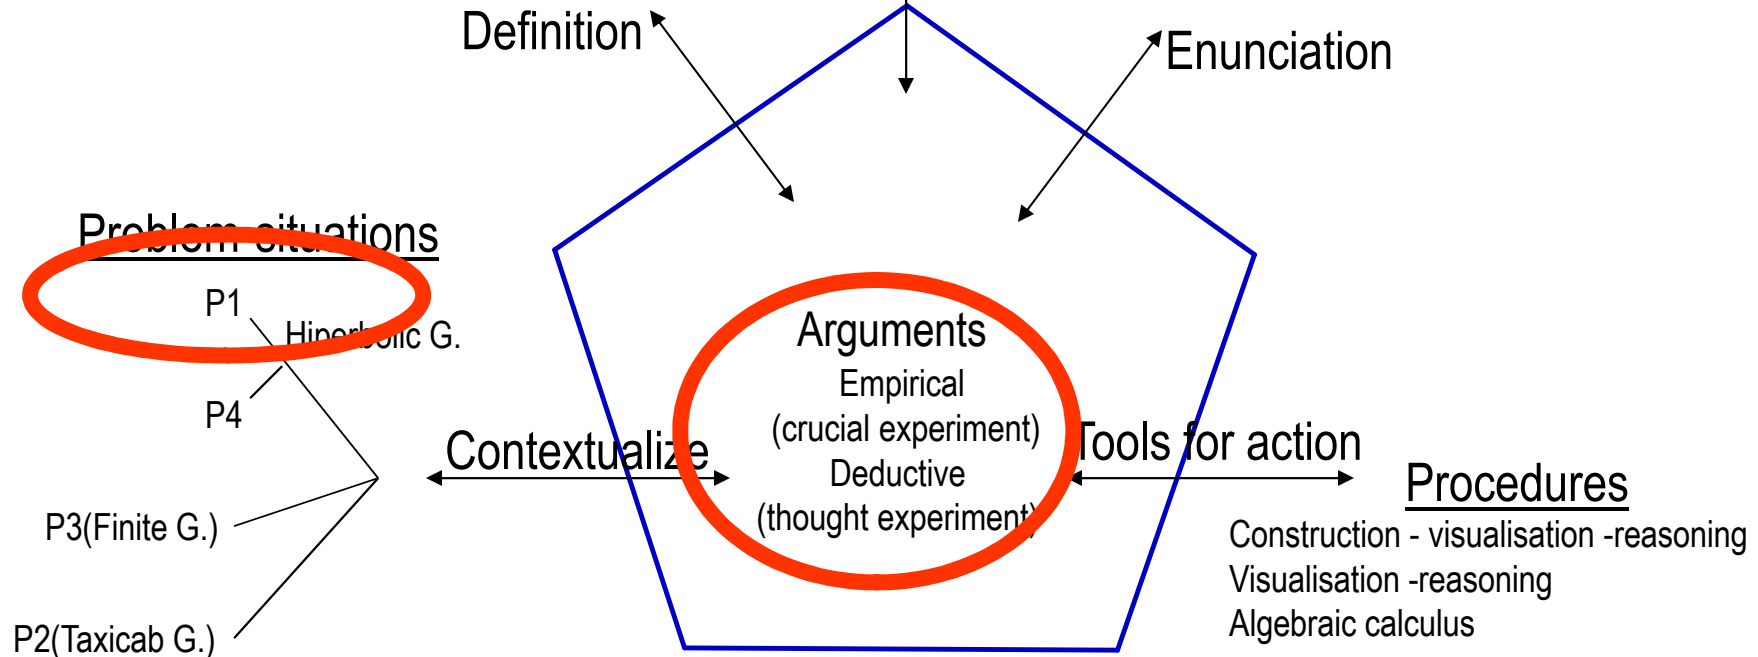 Definition
Enunciation
Problem situations
P1
Hiperbolic G.
P4
P3(Finite G.)
P2(Taxicab G.)
Contextualize
Arguments
Empirical
(crucial experiment)
Deductive
(thought experiment)
Tools for action
Procedures
Construction - visualisation -reasoning
Visualisation -reasoning
Algebraic calculus